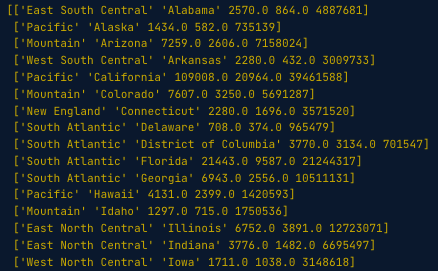 [['East South Central' 'Alabama' 2570.0 864.0 4887681]
['Pacific' 'Alaska' 1434.0 582.0 735139]
['Mountain' 'Arizona' 7259.0 2606.0 7158024]
['West South Central' 'Arkansas' 2280.0 432.0 3009733]
['Pacific' 'California' 109008.0 20964.0 39461588]
['Mountain' 'Colorado' 7607.0 3250.0 5691287]
['New England' 'Connecticut' 2280.0 1696.0 3571520]
['South Atlantic' 'Delaware' 708.0 374.0 965479]
['South Atlantic' 'District of Columbia' 3770.0 3134.0 701547]
['South Atlantic' 'Florida' 21443.0 9587.0 21244317]
['South Atlantic' 'Georgia' 6943.0 2556.0 10511131]
['Pacific' 'Hawaii' 4131.0 2399.0 1420593]
['Mountain' 'Idaho' 1297.0 715.0 1750536]
['East North Central' 'Illinois' 6752.0 3891.0 12723071]
['East North Central' 'Indiana' 3776.0 1482.0 6695497]
['West North Central' 'Iowa' 1711.0 1038.0 3148618]